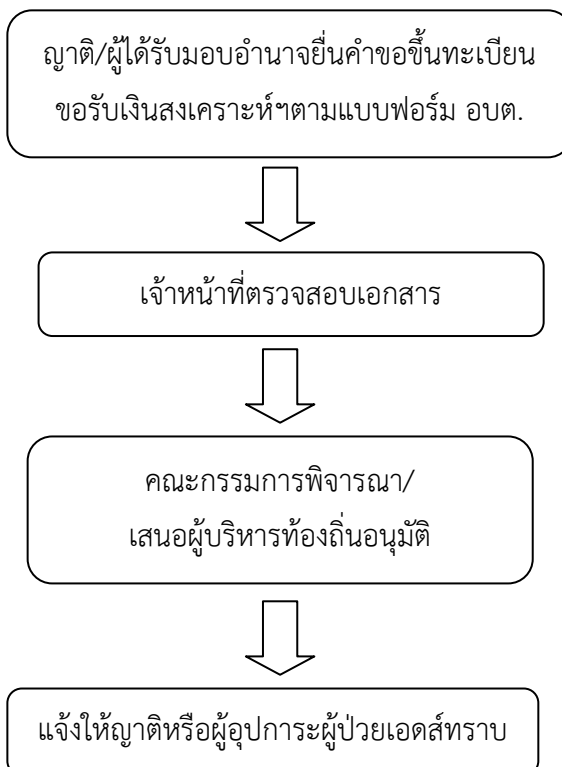 ญาติ/ผู้ได้รับมอบอำนาจยื่นคำขอขึ้นทะเบียน
ขอรับเงินสงเคราะห์ฯตามแบบฟอร์ม อบต.
เจ้าหน้าที่ตรวจสอบเอกสาร
คณะกรรมการพิจารณา/
เสนอผู้บริหารท้องถิ่นอนุมัติ
แจ้งให้ญาติหรือผู้อุปการะผู้ป่วยเอดส์ทราบ